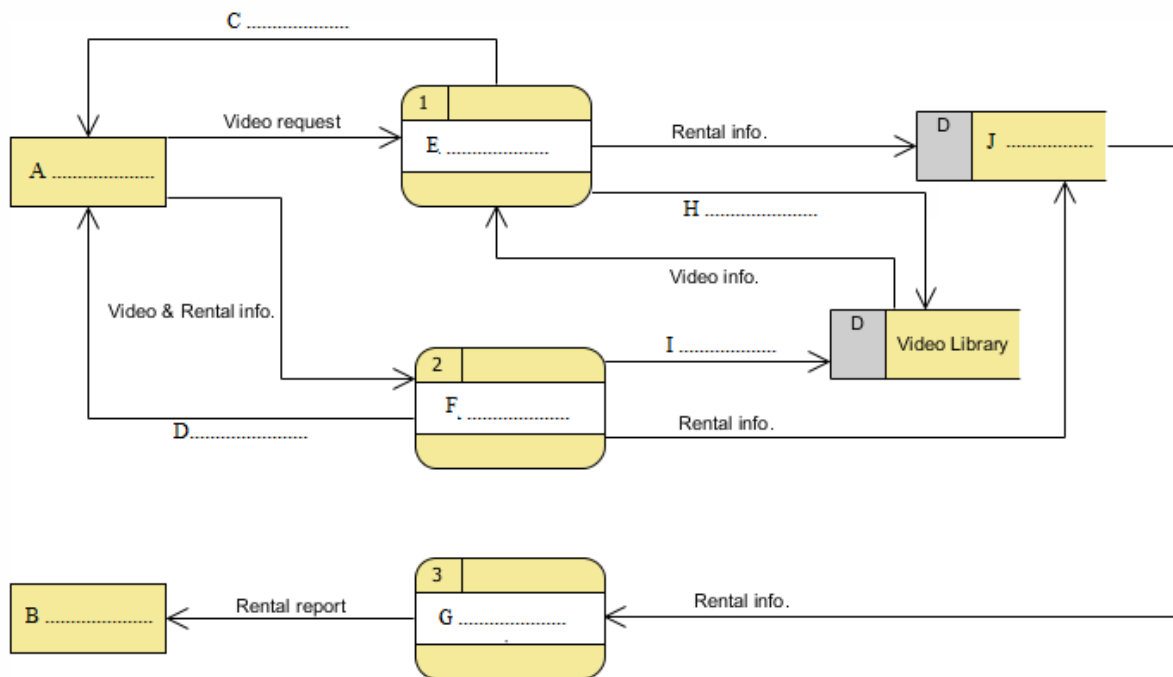 C .....................
1
Video request
Rental info.
D
J .................
A .....................
E. .....................
H ......................
Video info.
Video & Rental info.
D
Video Library
2
I ...................
F. .....................
D.......................
Rental info.
3
Rental report
Rental info.
B .....................
G .....................